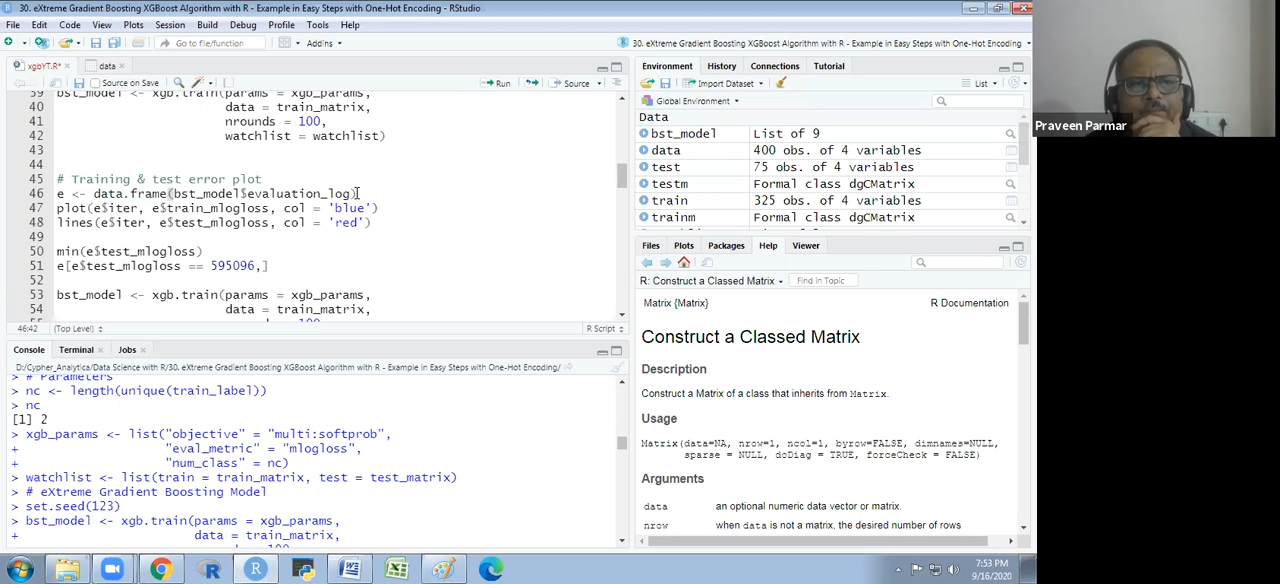 30. eXtreme Gradient Boosting XGBoost Algorithm with R - Example in Easy Steps with One-Hot Encoding - RStudio
File Edit Code View Plots Session Build Debug Profile Tools Help
Go to file/function
Addins
30. eXtreme Gradient Boosting XGBoost Algorithm with R - Example in Easy Steps with One-Hot Encoding
xgbYT.R*
data
Source on Save
Run
Source
39 bst_model <- xgb.train(params = xgb_params,
40 data = train_matrix,
41 nrounds = 100,
42 watchlist = watchlist)
43
44
45 # Training & test error plot
46 e <- data.frame(bst_model$evaluation_log)
47 plot(e$iter, e$train_mlogloss, col = 'blue')
48 lines(e$iter, e$test_mlogloss, col = 'red')
49
50 min(e$test_mlogloss)
51 e[e$test_mlogloss == 595096,]
52
53 bst_model <- xgb.train(params = xgb_params,
54 data = train_matrix,
46:42 (Top Level) R Script
Console Terminal Jobs
D:/Cypher_Analytica/Data Science with R/30. eXtreme Gradient Boosting XGBoost Algorithm with R - Example in Easy Steps with One-Hot Encoding/
> # Parameters
> nc <- length(unique(train_label))
> nc
[1] 2
> xgb_params <- list("objective" = "multi:softprob",
+ "eval_metric" = "mlogloss",
+ "num_class" = nc)
> watchlist <- list(train = train_matrix, test = test_matrix)
> # eXtreme Gradient Boosting Model
> set.seed(123)
> bst_model <- xgb.train(params = xgb_params,
+ data = train_matrix,
Environment History Connections Tutorial
Import Dataset
List
Global Environment
Data
bst_model List of 9
data 400 obs. of 4 variables
test 75 obs. of 4 variables
testm Formal class dgCMatrix
train 325 obs. of 4 variables
trainm Formal class dgCMatrix
Files Plots Packages Help Viewer
R: Construct a Classed Matrix
Find in Topic
Matrix {Matrix} R Documentation
Construct a Classed Matrix
Description
Construct a Matrix of a class that inherits from Matrix.
Usage
Matrix(data=NA, nrow=1, ncol=1, byrow=FALSE, dimnames=NULL,
sparse = NULL, doDiag = TRUE, forceCheck = FALSE)
Arguments
data an optional numeric data vector or matrix.
nrow when data is not a matrix, the desired number of rows
Praveen Parmar
7:53 PM
9/16/2020